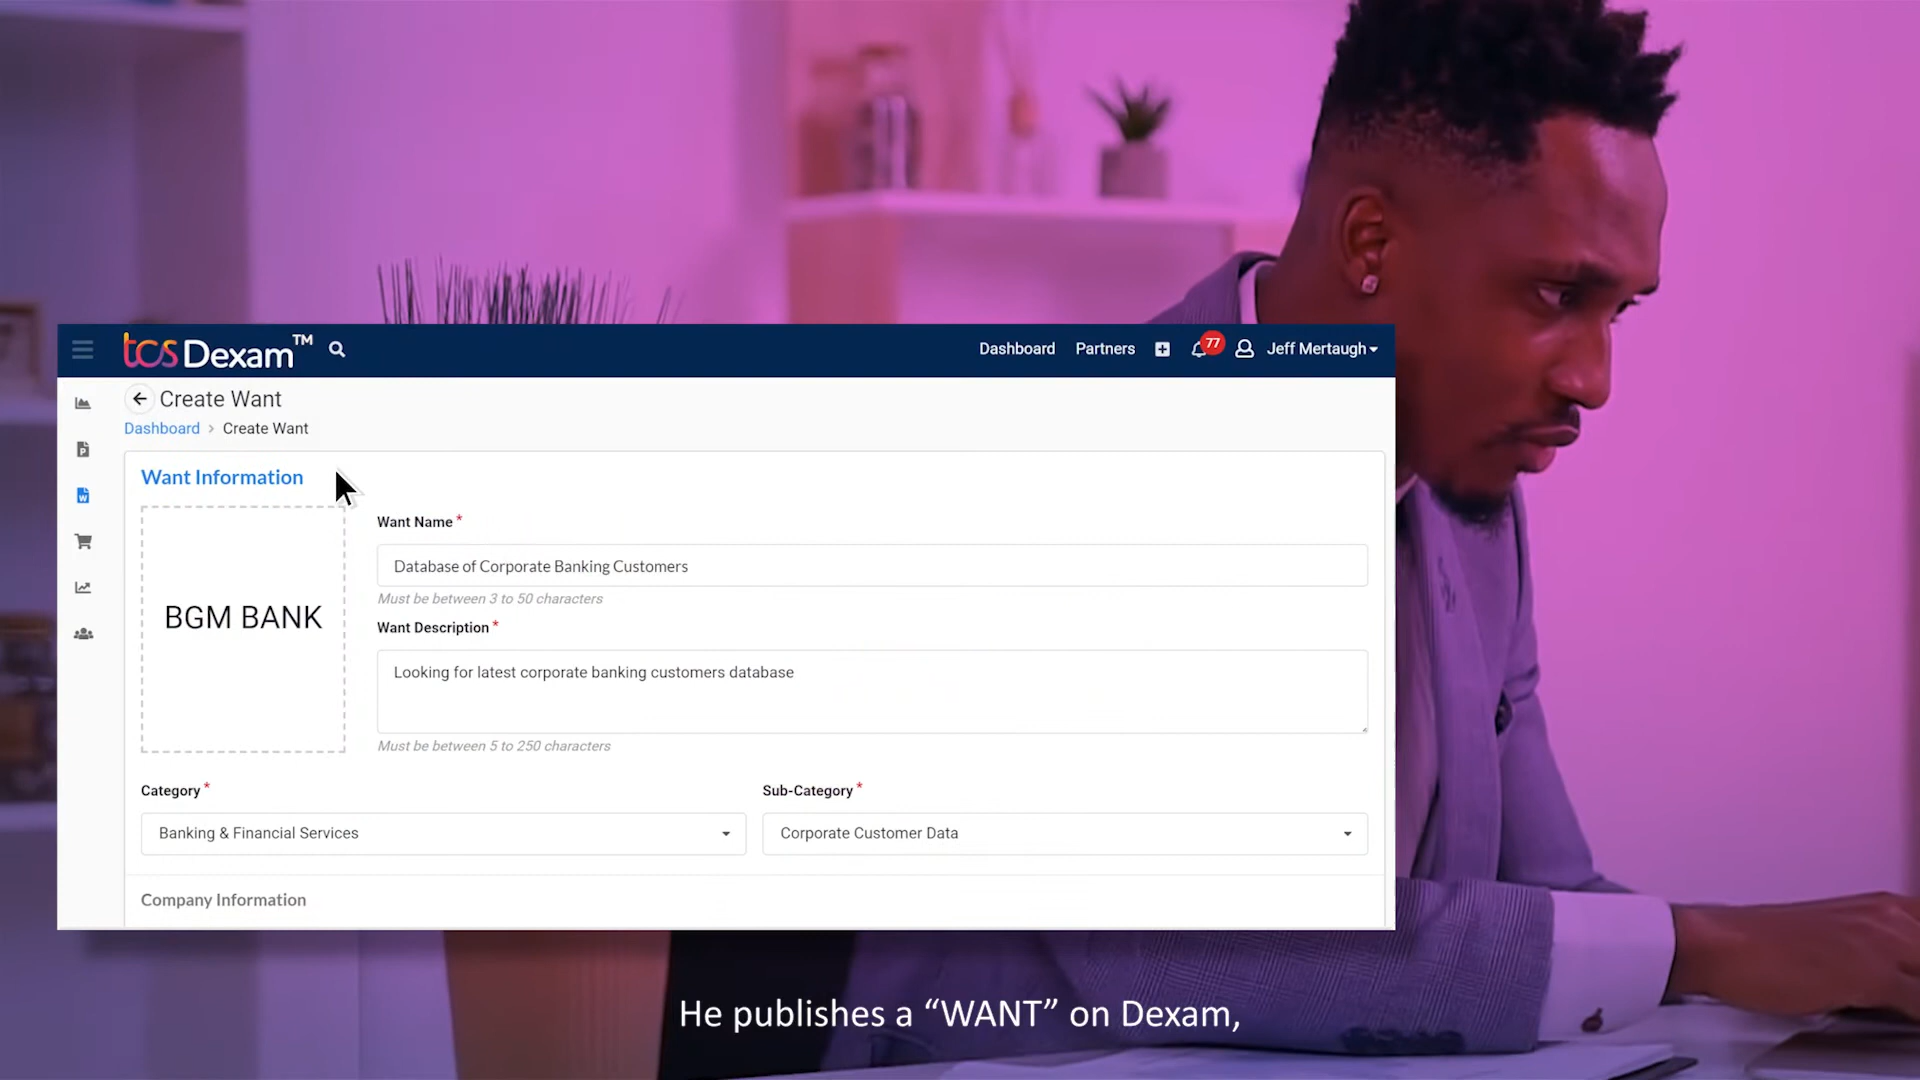 tcs Dexam™
Dashboard Partners 77 Jeff Mertaugh
Create Want
Dashboard > Create Want
Want Information
BGM BANK
Want Name *
Database of Corporate Banking Customers
Must be between 3 to 50 characters
Want Description *
Looking for latest corporate banking customers database
Must be between 5 to 250 characters
Category * Sub-Category *
Banking & Financial Services Corporate Customer Data
Company Information
He publishes a “WANT” on Dexam,